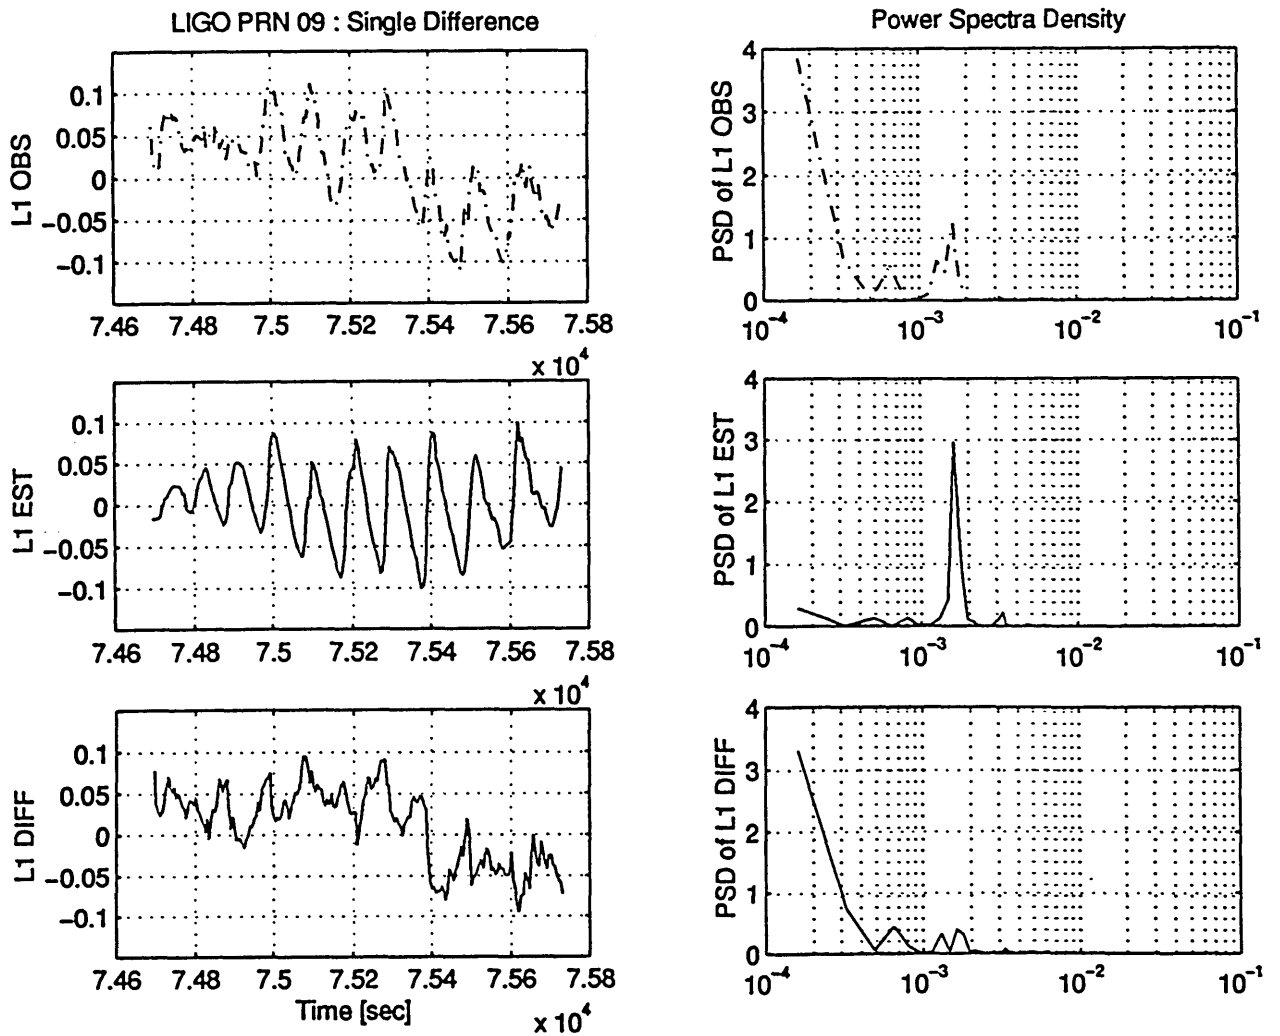 LIGO PRN 09 : Single Difference
L1 OBS
0.1
0.05
0
−0.05
−0.1
7.46 7.48 7.5 7.52 7.54 7.56 7.58
x 10^4
Power Spectra Density
PSD of L1 OBS
4
3
2
1
0
10^-4 10^-3 10^-2 10^-1
L1 EST
0.1
0.05
0
−0.05
−0.1
7.46 7.48 7.5 7.52 7.54 7.56 7.58
x 10^4
PSD of L1 EST
4
3
2
1
0
10^-4 10^-3 10^-2 10^-1
L1 DIFF
0.1
0.05
0
−0.05
−0.1
7.46 7.48 7.5 7.52 7.54 7.56 7.58
Time [sec]
x 10^4
PSD of L1 DIFF
4
3
2
1
0
10^-4 10^-3 10^-2 10^-1